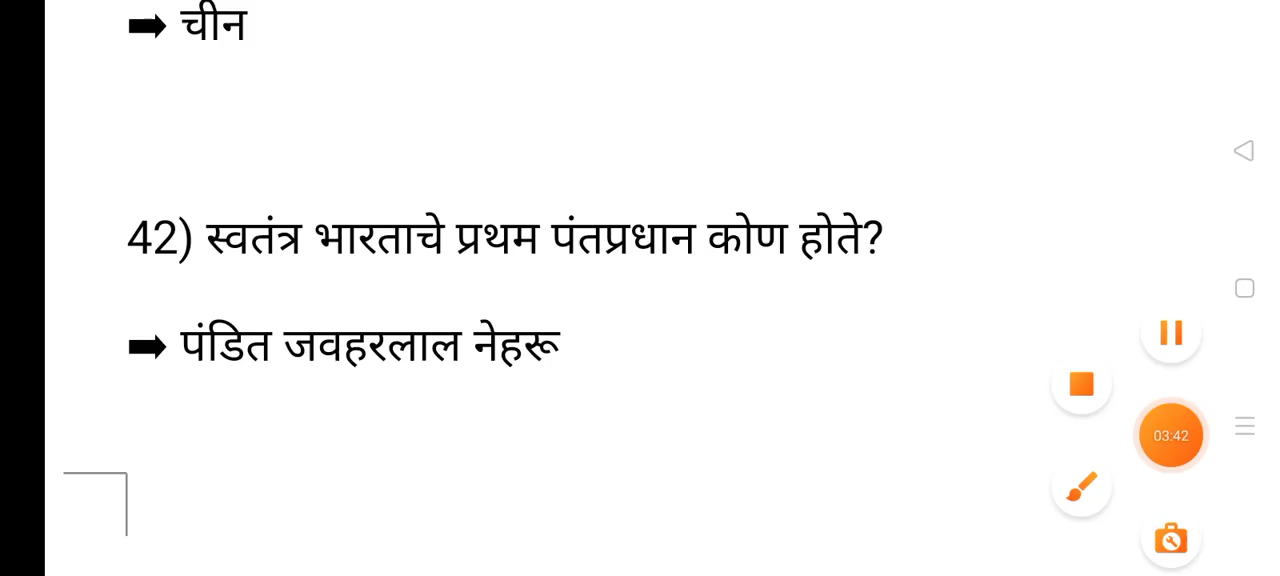 ➡ चीन
42) स्वतंत्र भारताचे प्रथम पंतप्रधान कोण होते?
➡ पंडित जवहरलाल नेहरू
03:42